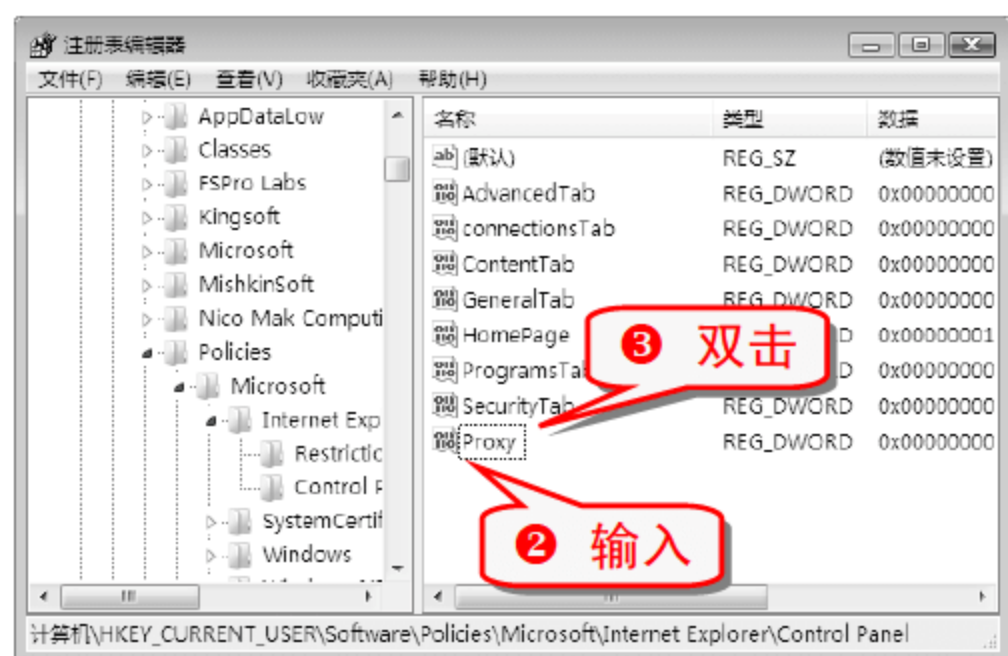 注册表编辑器
文件(F) 编辑(E) 查看(V) 收藏夹(A) 帮助(H)
AppDataLow
Classes
FSPro Labs
Kingsoft
Microsoft
MishkinSoft
Nico Mak Computi
Policies
Microsoft
Internet Exp
Restrictic
Control P
SystemCertif
Windows
名称 类型 数据
(默认) REG_SZ (数值未设置)
AdvancedTab REG_DWORD 0x00000000
connectionsTab REG_DWORD 0x00000000
ContentTab REG_DWORD 0x00000000
GeneralTab REG_DWORD 0x00000000
HomePage D 0x00000001
ProgramsTa D 0x00000000
SecurityTab REG_DWORD 0x00000000
Proxy REG_DWORD 0x00000000
❸ 双击
❷ 输入
计算机\HKEY_CURRENT_USER\Software\Policies\Microsoft\Internet Explorer\Control Panel